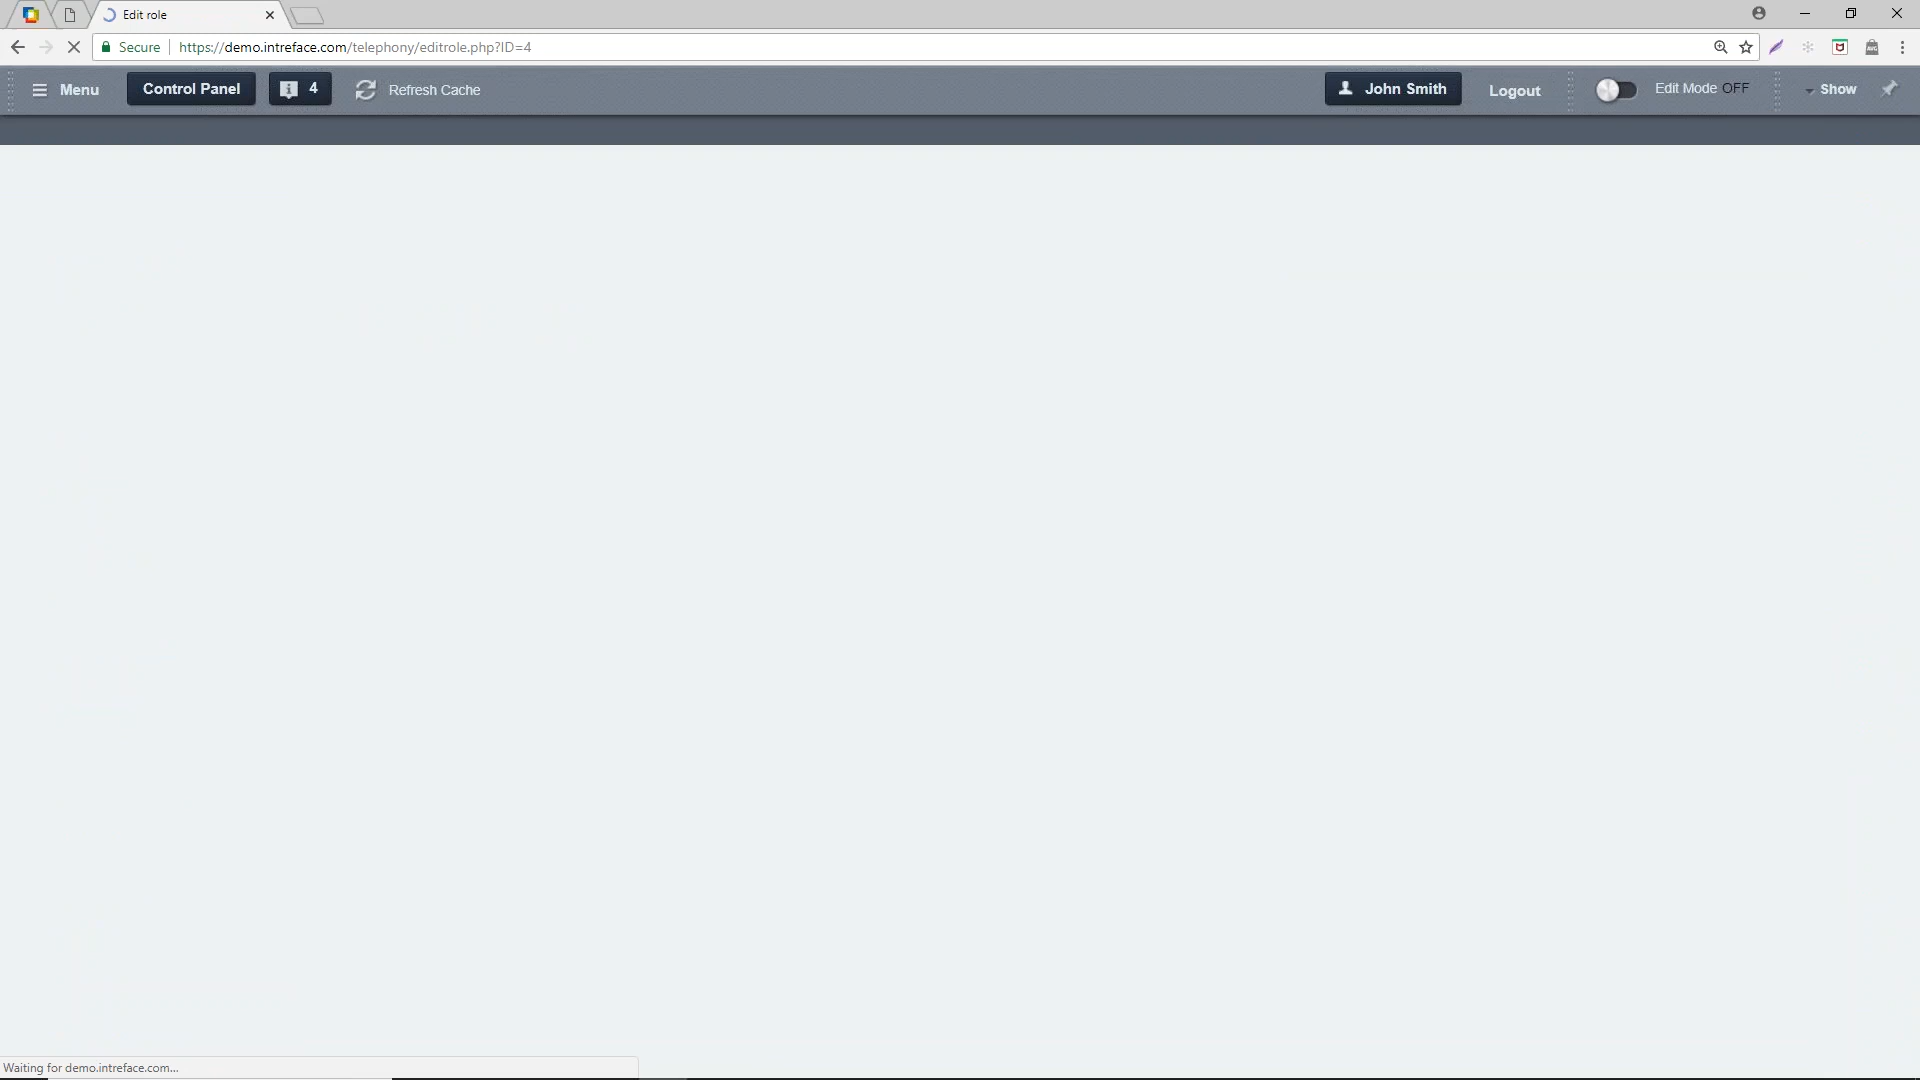 Edit role
Secure
https://demo.intreface.com/telephony/editrole.php?ID=4
Menu
Control Panel
4
Refresh Cache
John Smith
Logout
Edit Mode OFF
Show
Waiting for demo.intreface.com...